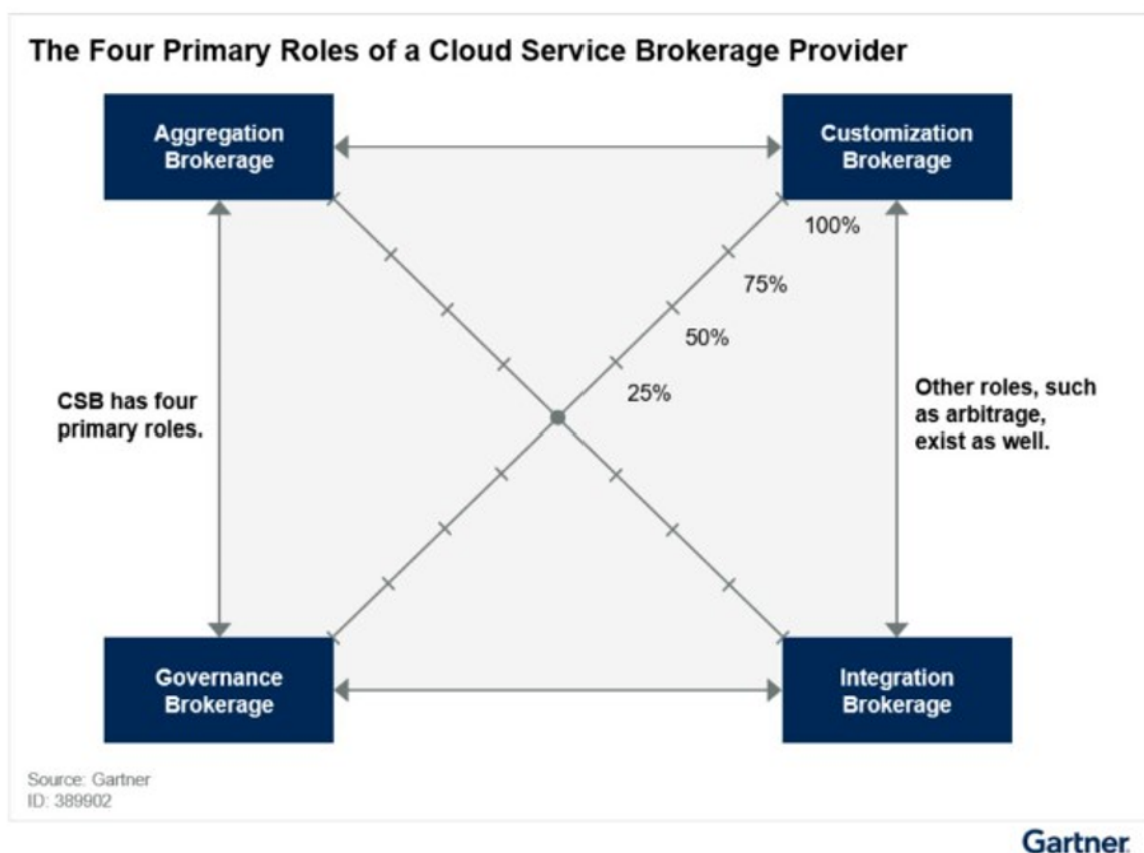 The Four Primary Roles of a Cloud Service Brokerage Provider
Aggregation
Brokerage
Customization
Brokerage
100%
75%
50%
25%
CSB has four
primary roles.
Other roles, such
as arbitrage,
exist as well.
Governance
Brokerage
Integration
Brokerage
Source: Gartner
ID: 389902
Gartner